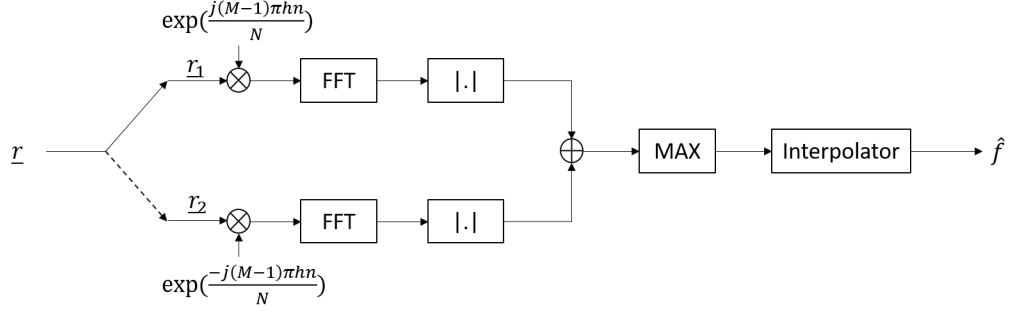 exp(j(M−1)πhn/N)
r₁ FFT |.|
r MAX Interpolator f̂
r₂ FFT |.|
exp(−j(M−1)πhn/N)